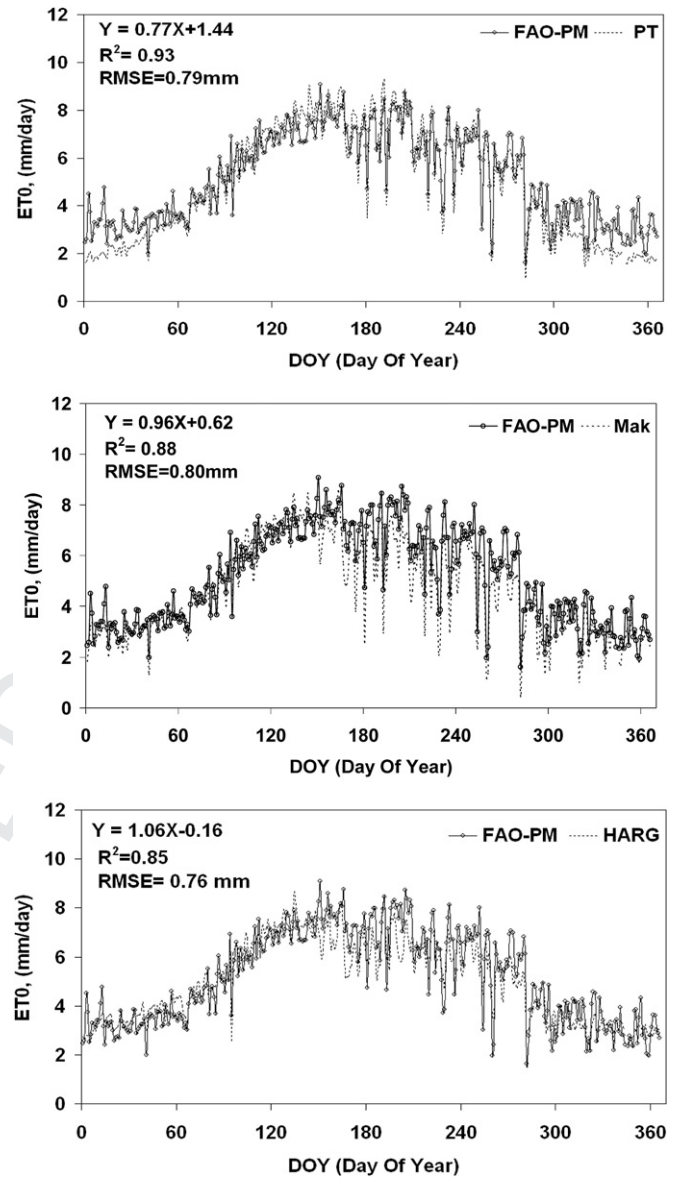 Y = 0.77X+1.44
R²= 0.93
RMSE=0.79mm
FAO-PM PT
12
10
8
6
4
2
0
ET0, (mm/day)
0 60 120 180 240 300 360
DOY (Day Of Year)
Y = 0.96X+0.62
R²= 0.88
RMSE=0.80mm
FAO-PM Mak
12
10
8
6
4
2
0
ET0, (mm/day)
0 60 120 180 240 300 360
DOY (Day Of Year)
Y = 1.06X-0.16
R²=0.85
RMSE= 0.76 mm
FAO-PM HARG
12
10
8
6
4
2
0
ET0, (mm/day)
0 60 120 180 240 300 360
DOY (Day Of Year)